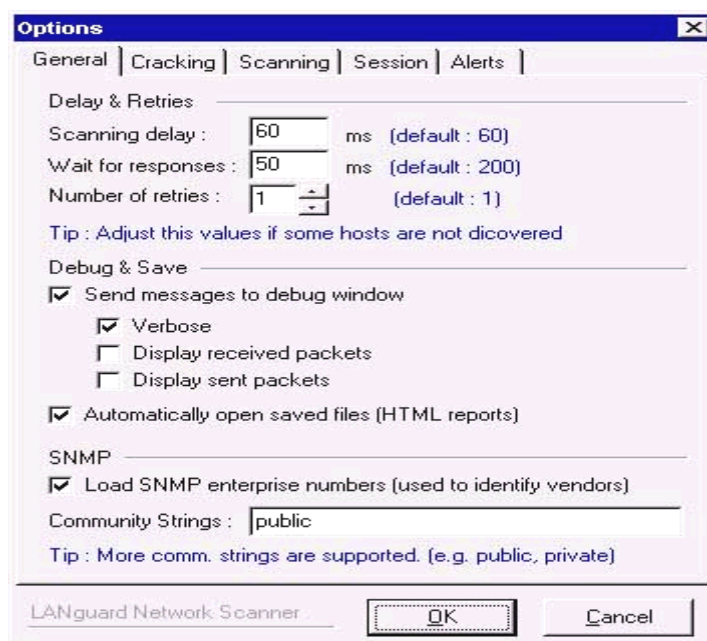 Options
General Cracking Scanning Session Alerts
Delay & Retries
Scanning delay : 60 ms (default : 60)
Wait for responses : 50 ms (default : 200)
Number of retries : 1 (default : 1)
Tip : Adjust this values if some hosts are not dicovered
Debug & Save
Send messages to debug window
Verbose
Display received packets
Display sent packets
Automatically open saved files (HTML reports)
SNMP
Load SNMP enterprise numbers (used to identify vendors)
Community Strings : public
Tip : More comm. strings are supported. (e.g. public, private)
LANguard Network Scanner OK Cancel